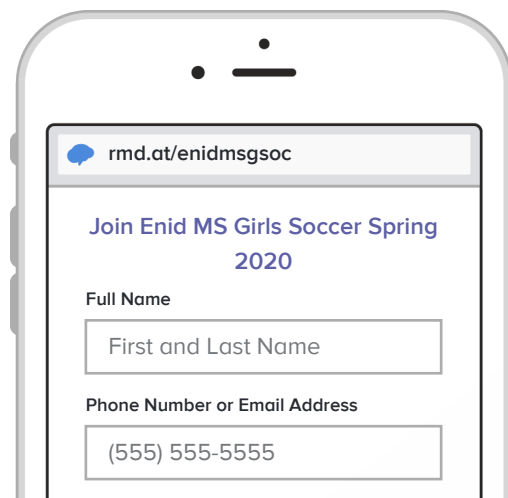 rmd.at/enidmsgsoc
Join Enid MS Girls Soccer Spring
2020
Full Name
First and Last Name
Phone Number or Email Address
(555) 555-5555